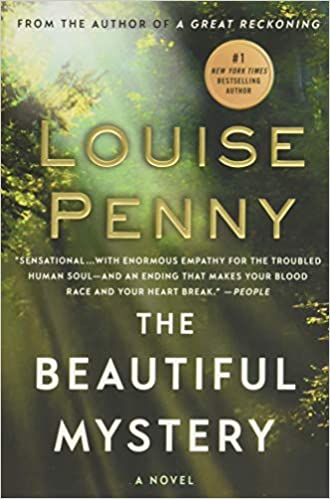 FROM THE AUTHOR OF A GREAT RECKONING
#1
NEW YORK TIMES
BESTSELLING
AUTHOR
LOUISE
PENNY
"SENSATIONAL...WITH ENORMOUS EMPATHY FOR THE TROUBLED
HUMAN SOUL—AND AN ENDING THAT MAKES YOUR BLOOD
RACE AND YOUR HEART BREAK." —PEOPLE
THE
BEAUTIFUL
MYSTERY
A NOVEL